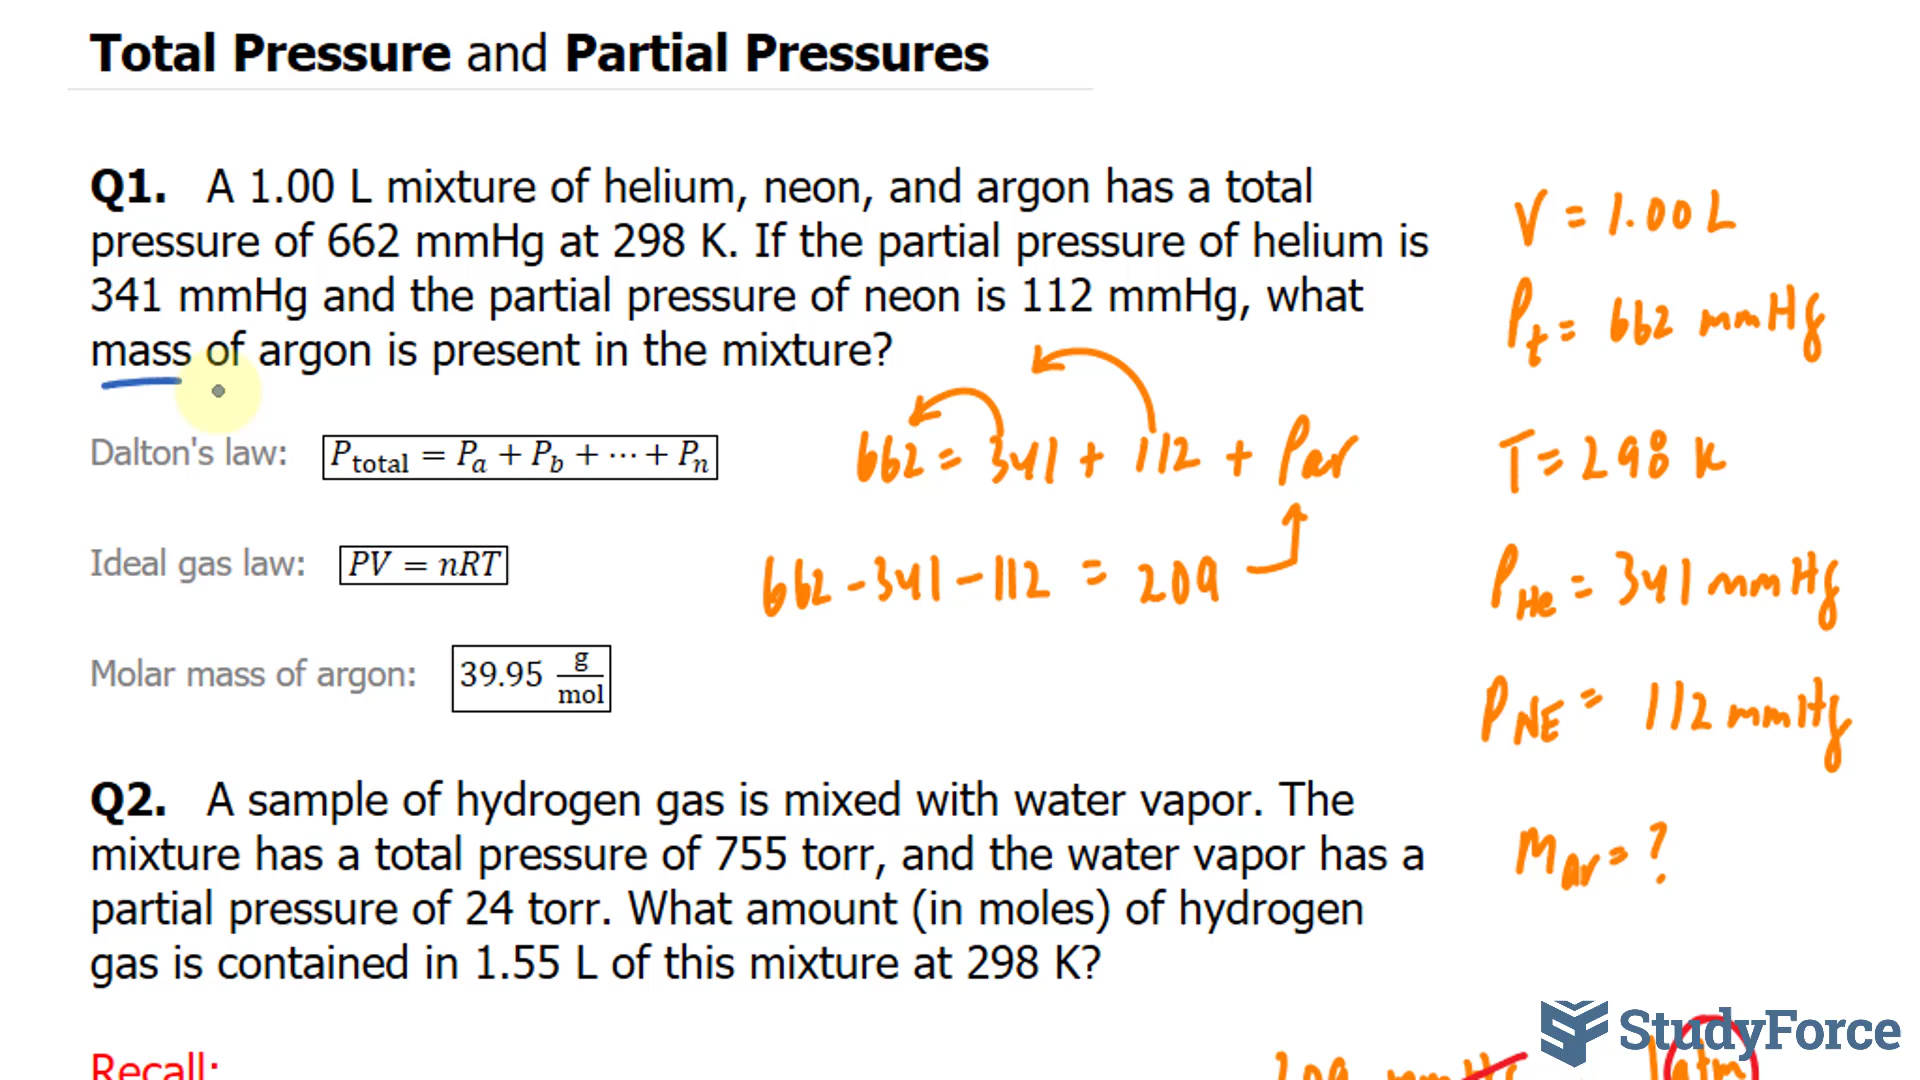 Total Pressure and Partial Pressures
Q1. A 1.00 L mixture of helium, neon, and argon has a total
pressure of 662 mmHg at 298 K. If the partial pressure of helium is
341 mmHg and the partial pressure of neon is 112 mmHg, what
mass of argon is present in the mixture?
V = 1.00 L
Pt = 662 mmHg
T = 298 K
PHe = 341 mmHg
PNE = 112 mmHg
Mar = ?
Dalton's law: Ptotal = Pa + Pb + ⋯ + Pn
662 = 341 + 112 + Par
Ideal gas law: PV = nRT
662 - 341 - 112 = 209
Molar mass of argon: 39.95 g/mol
Q2. A sample of hydrogen gas is mixed with water vapor. The
mixture has a total pressure of 755 torr, and the water vapor has a
partial pressure of 24 torr. What amount (in moles) of hydrogen
gas is contained in 1.55 L of this mixture at 298 K?
StudyForce
Recall:
209 mmHg 1atm